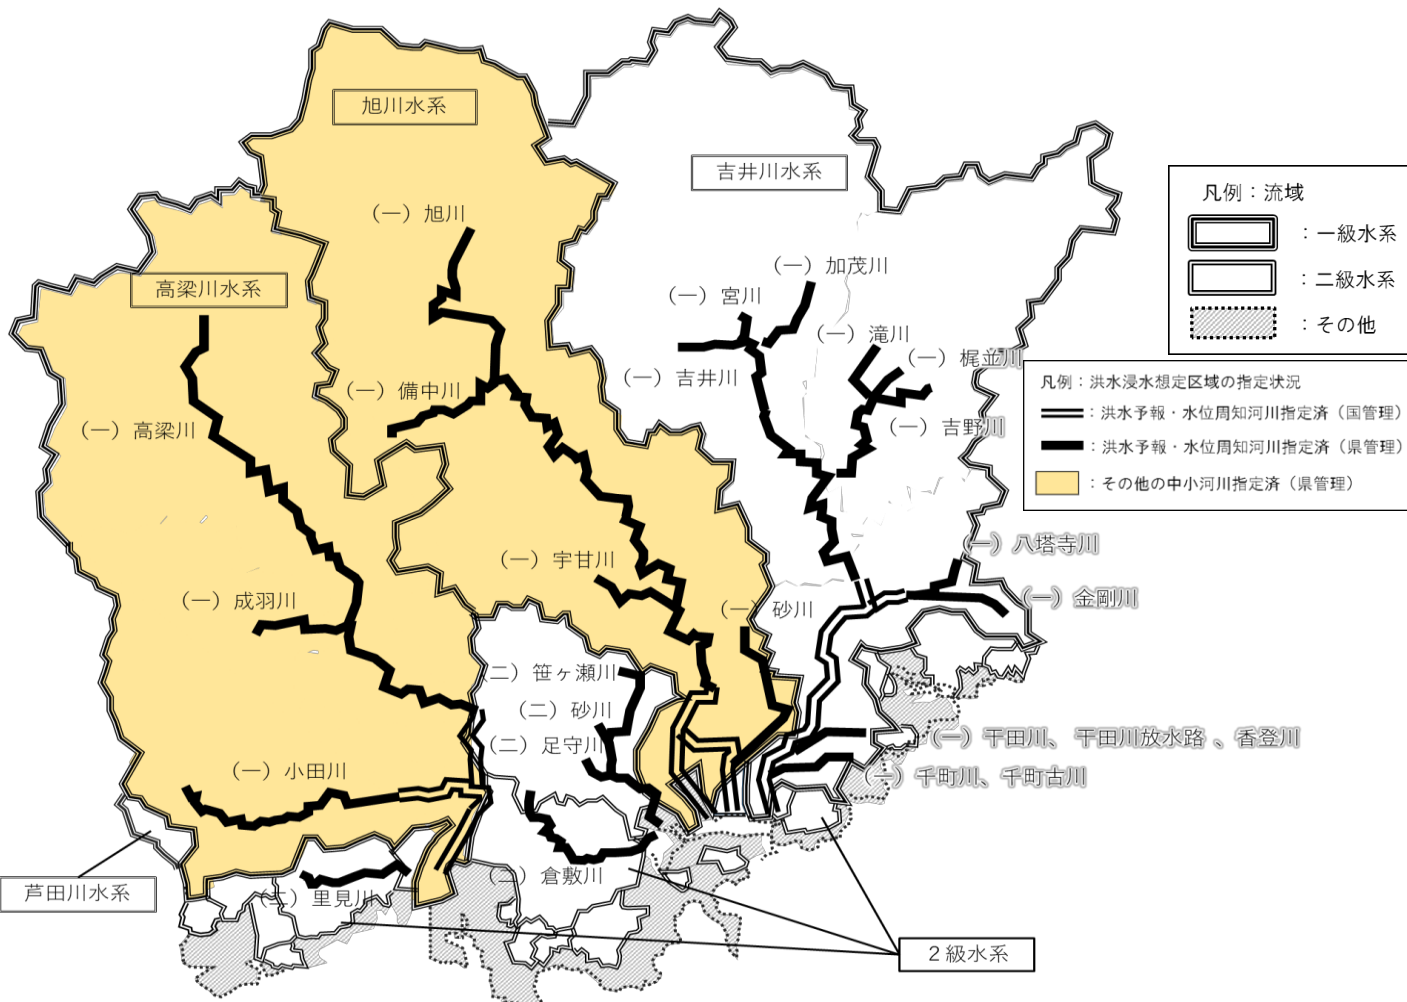 旭川水系
吉井川水系
高梁川水系
(一) 旭川
(一) 加茂川
(一) 宮川
(一) 滝川
(一) 梶並川
(一) 吉井川
(一) 備中川
(一) 高梁川
(一) 吉野川
(一) 八塔寺川
(一) 宇甘川
(一) 成羽川
(一) 砂川
(一) 金剛川
(二) 笹ヶ瀬川
(二) 砂川
(二) 足守川
(一) 干田川、 干田川放水路 、香登川
(一) 小田川
(一) 千町川、千町古川
(二) 倉敷川
芦田川水系
(二) 里見川
２級水系
凡例：流域
：一級水系
：二級水系
：その他
凡例：洪水浸水想定区域の指定状況
：洪水予報・水位周知河川指定済（国管理）
：洪水予報・水位周知河川指定済（県管理）
：その他の中小河川指定済（県管理）